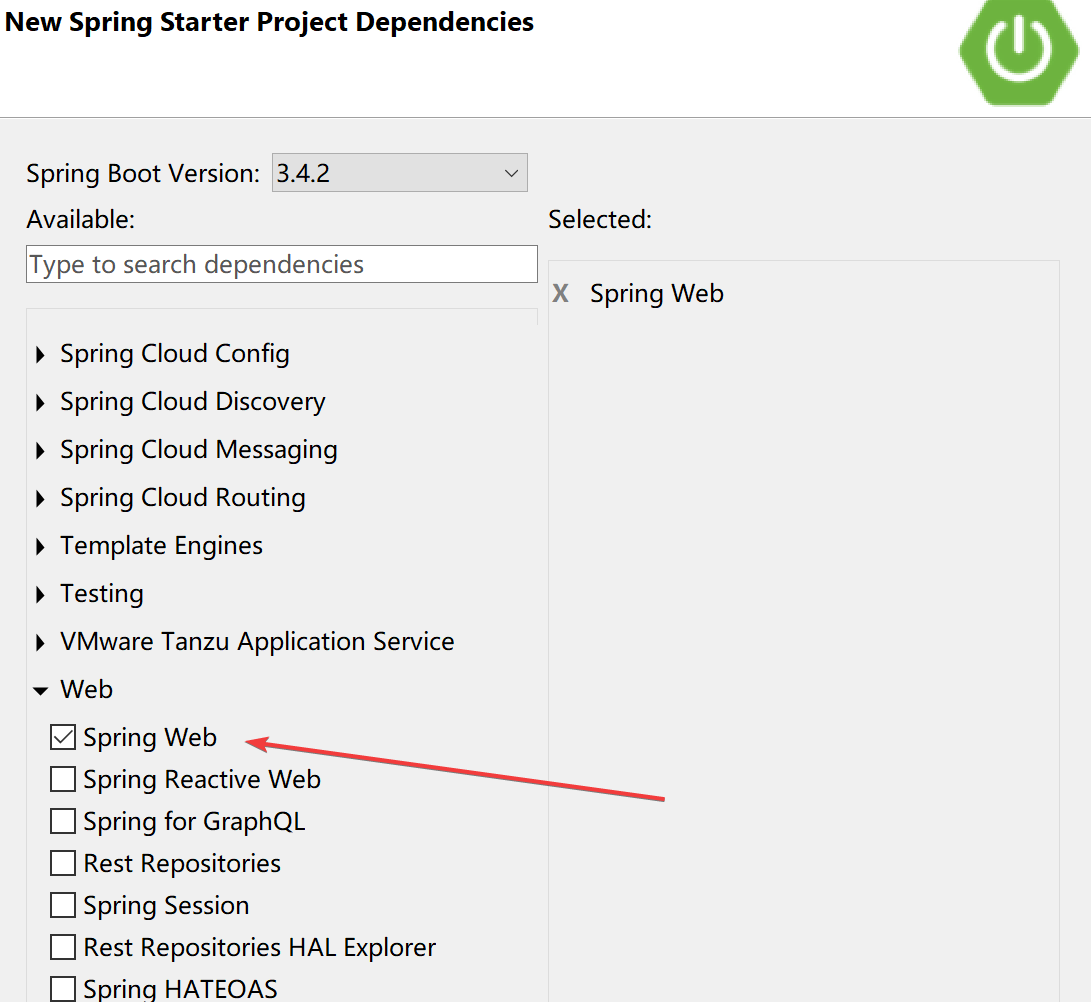 New Spring Starter Project Dependencies
Spring Boot Version: 3.4.2
Available:
Selected:
Type to search dependencies
X Spring Web
Spring Cloud Config
Spring Cloud Discovery
Spring Cloud Messaging
Spring Cloud Routing
Template Engines
Testing
VMware Tanzu Application Service
Web
Spring Web
Spring Reactive Web
Spring for GraphQL
Rest Repositories
Spring Session
Rest Repositories HAL Explorer
Spring HATEOAS